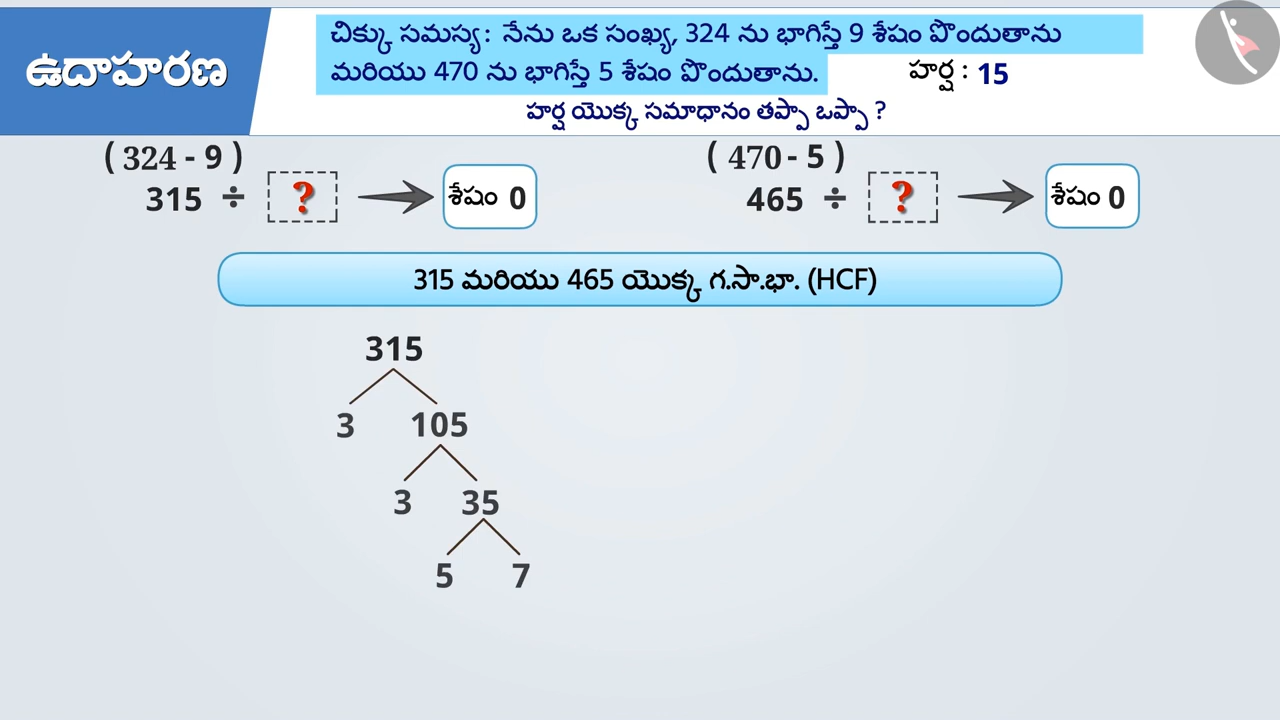 ఉదాహరణ
చిక్కు సమస్య: నేను ఒక సంఖ్య, 324 ను భాగిస్తే 9 శేషం పొందుతాను
మరియు 470 ను భాగిస్తే 5 శేషం పొందుతాను.
హర్ష : 15
హర్ష యొక్క సమాధానం తప్పా ఒప్పా ?
( 324 - 9 )
315 ÷ ? శేషం 0
( 470 - 5 )
465 ÷ ? శేషం 0
315 మరియు 465 యొక్క గ.సా.భా. (HCF)
315
3 105
3 35
5 7